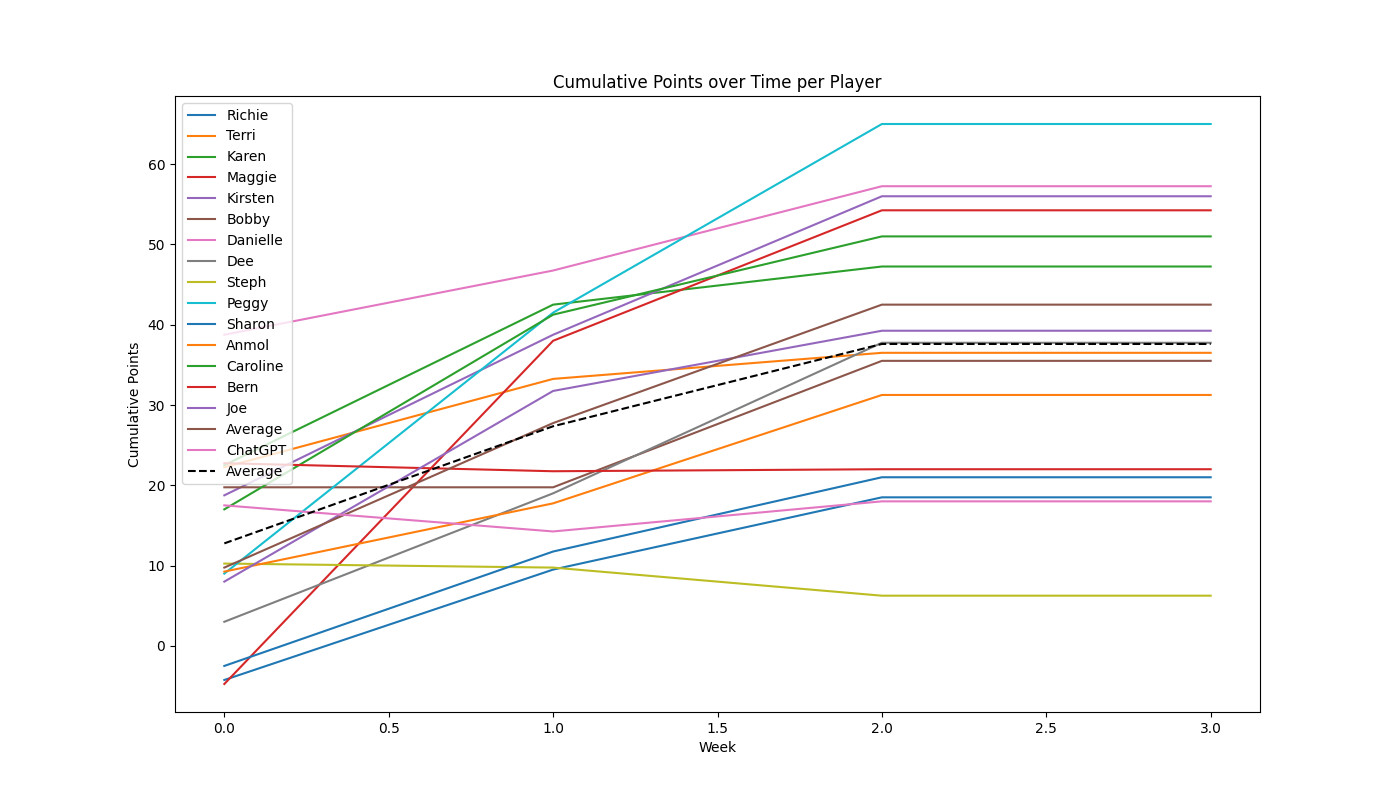 Cumulative Points over Time per Player
Richie
Terri
Karen
Maggie
Kirsten
Bobby
Danielle
Dee
Steph
Peggy
Sharon
Anmol
Caroline
Bern
Joe
Average
ChatGPT
Average
Cumulative Points
60
50
40
30
20
10
0
0.0 0.5 1.0 1.5 2.0 2.5 3.0
Week